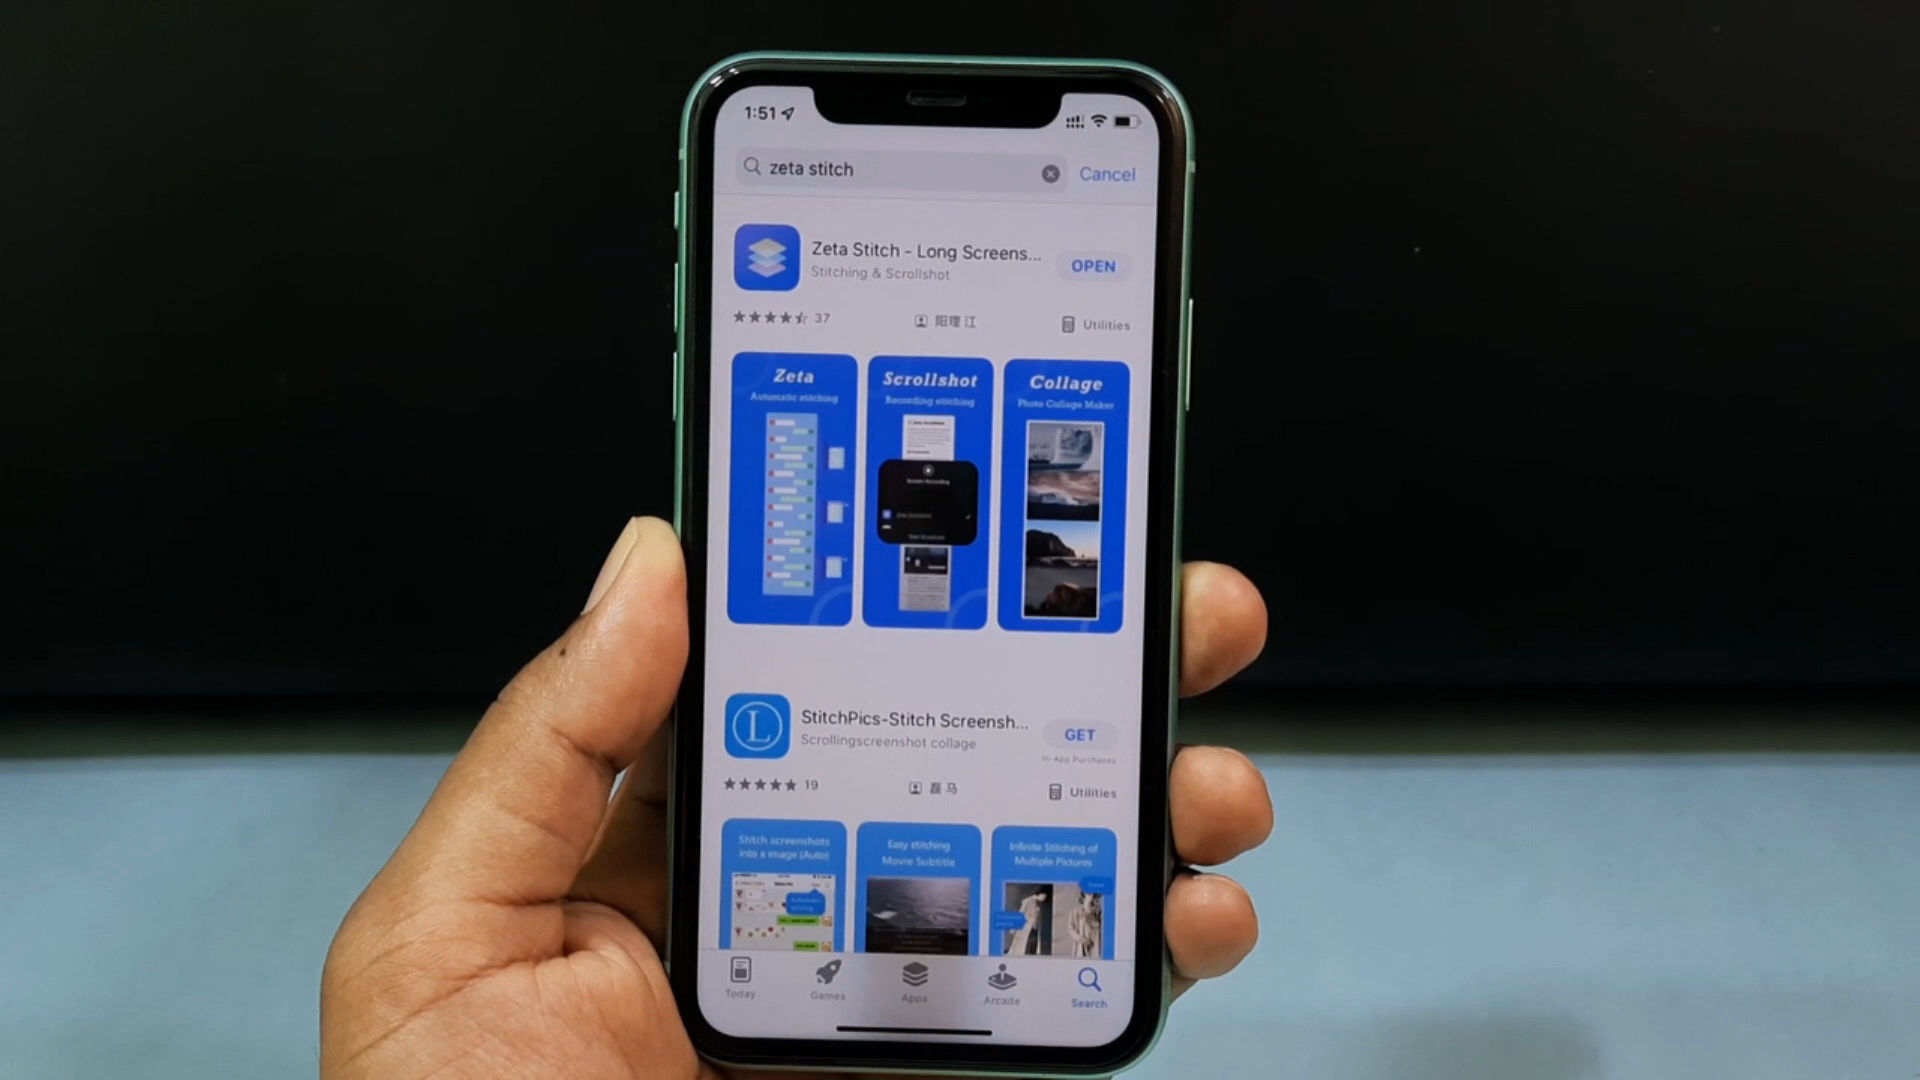 1:51
zeta stitch
Cancel
Zeta Stitch - Long Screens...
Stitching & Scrollshot
OPEN
37
阳理 江
Utilities
Zeta
Automatic stitching
Scrollshot
Recording stitching
Screen Recording
Collage
Photo Collage Maker
L
StitchPics-Stitch Screensh...
Scrollingscreenshot collage
GET
In-App Purchases
19
磊 马
Utilities
Stitch screenshots
into a image (Auto)
Easy stitching
Movie Subtitle
Infinite Stitching of
Multiple Pictures
Today
Games
Apps
Arcade
Search